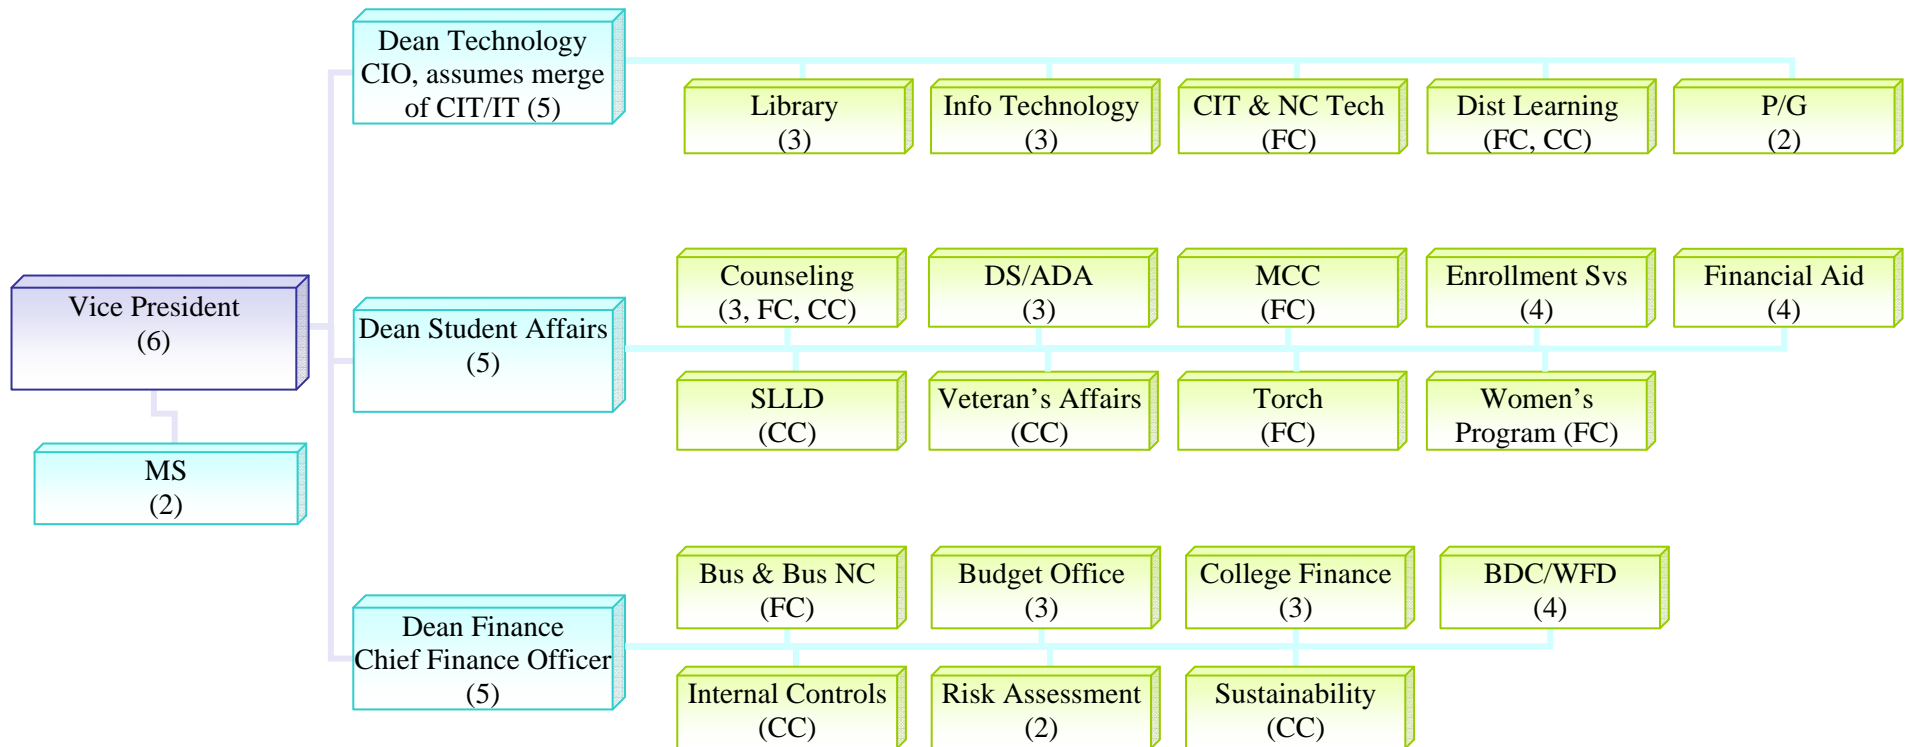 Vice President
(6)
MS
(2)
Dean Technology
CIO, assumes merge
of CIT/IT (5)
Library
(3)
Info Technology
(3)
CIT & NC Tech
(FC)
Dist Learning
(FC, CC)
P/G
(2)
Dean Student Affairs
(5)
Counseling
(3, FC, CC)
DS/ADA
(3)
MCC
(FC)
Enrollment Svs
(4)
Financial Aid
(4)
SLLD
(CC)
Veteran’s Affairs
(CC)
Torch
(FC)
Women’s
Program (FC)
Dean Finance
Chief Finance Officer
(5)
Bus & Bus NC
(FC)
Budget Office
(3)
College Finance
(3)
BDC/WFD
(4)
Internal Controls
(CC)
Risk Assessment
(2)
Sustainability
(CC)